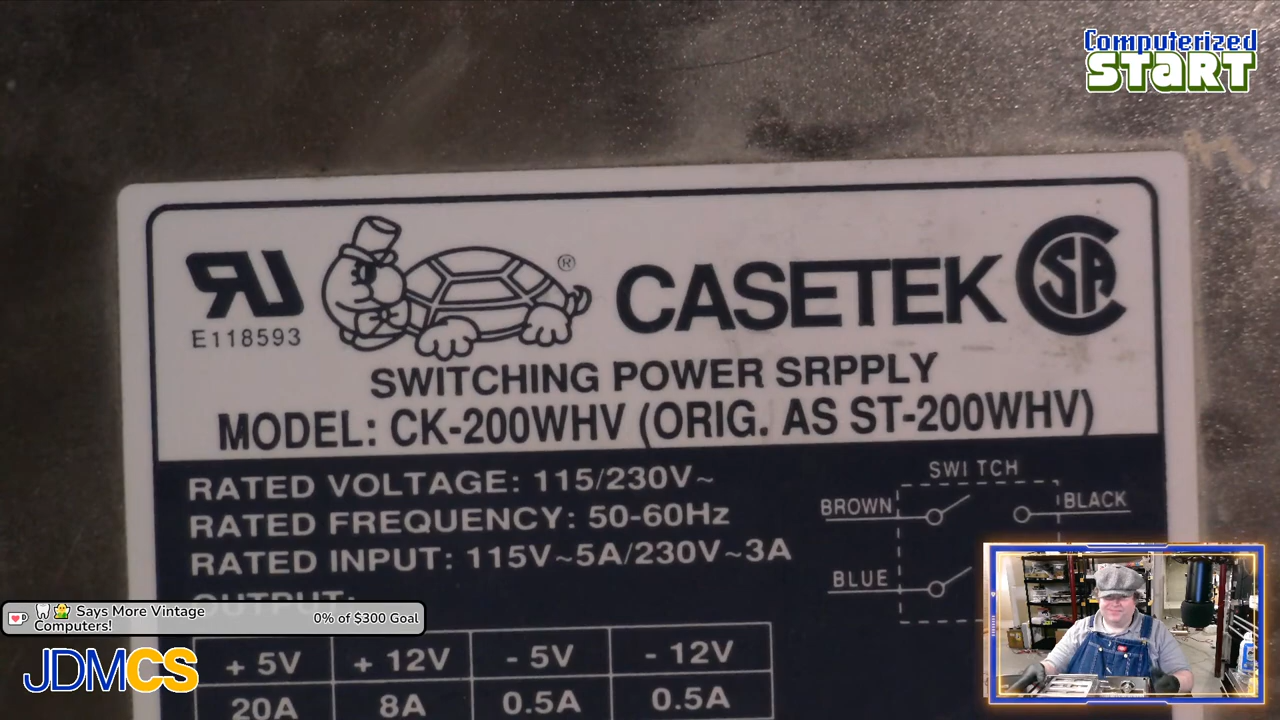 Computerized
START
CASETEK
®
SA
E118593
SWITCHING POWER SRPPLY
MODEL: CK-200WHV (ORIG. AS ST-200WHV)
RATED VOLTAGE: 115/230V~
RATED FREQUENCY: 50-60Hz
RATED INPUT: 115V~5A/230V~3A
OUTPUT:
SWITCH
BROWN
BLACK
BLUE
Says More Vintage
Computers!
0% of $300 Goal
+ 5V + 12V - 5V - 12V
20A 8A 0.5A 0.5A
JDMCS